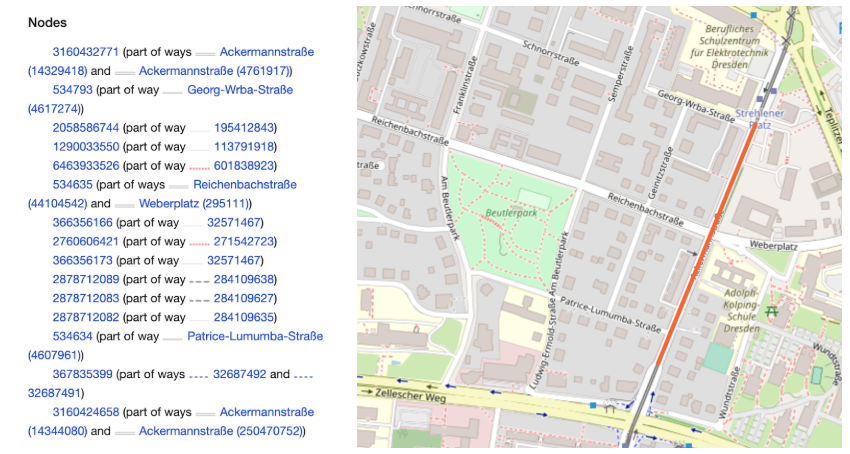 Nodes
3160432771 (part of ways Ackermannstraße
(14329418) and Ackermannstraße (4761917))
534793 (part of way Georg-Wrba-Straße
(4617274))
2058586744 (part of way 195412843)
1290033550 (part of way 113791918)
6463933526 (part of way 601838923)
534635 (part of ways Reichenbachstraße
(44104542) and Weberplatz (295111))
366356166 (part of way 32571467)
2760606421 (part of way 271542723)
366356173 (part of way 32571467)
2878712089 (part of way 284109638)
2878712083 (part of way 284109627)
2878712082 (part of way 284109635)
534634 (part of way Patrice-Lumumba-Straße
(4607961))
367835399 (part of ways 32687492 and
32687491)
3160424658 (part of ways Ackermannstraße
(14344080) and Ackermannstraße (250470752))
Schnorrstraße
Berufliches
Schulzentrum
für Elektrotechnik
Dresden
Franklinstraße
Semperstraße
Georg-Wrba-Straße
Strehlener
Platz
Teplitzer
Reichenbachstraße
traße
Am Beutlerpark
Beutlerpark
Geinitzstraße
Reichenbachstraße
Weberplatz
Am Beutlerpark
Ludwig-Ermold-Straße
Patrice-Lumumba-Straße
Adolph-
Kolping-
Schule
Dresden
Wundtstraße
Wundtstraße
Zellescher Weg